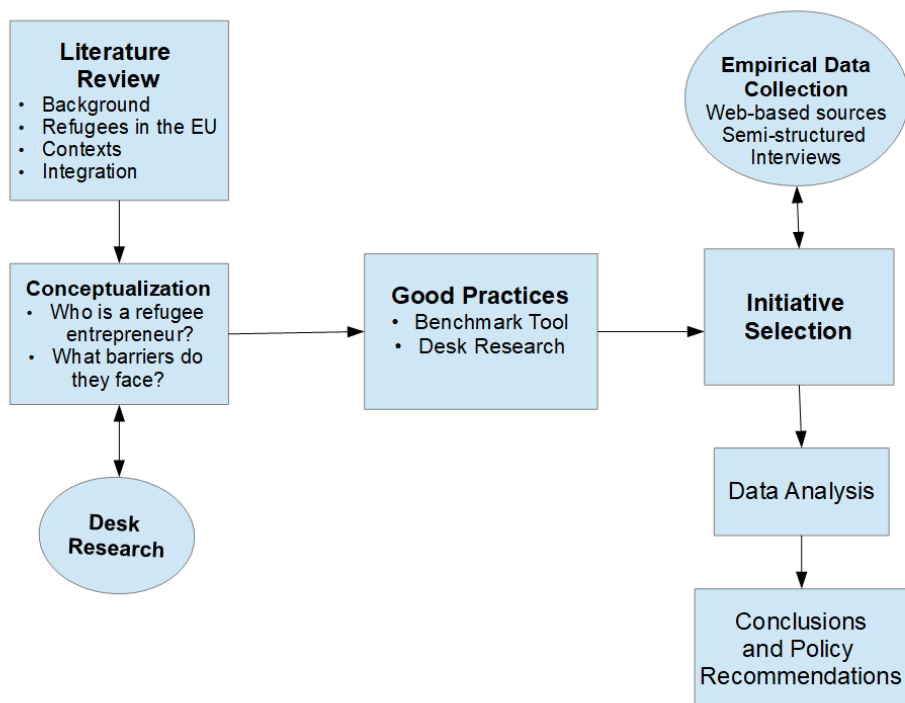 Literature
Review
• Background
• Refugees in the EU
• Contexts
• Integration
Conceptualization
• Who is a refugee
entrepreneur?
• What barriers do
they face?
Desk
Research
Good Practices
• Benchmark Tool
• Desk Research
Empirical Data
Collection
Web-based sources
Semi-structured
Interviews
Initiative
Selection
Data Analysis
Conclusions
and Policy
Recommendations